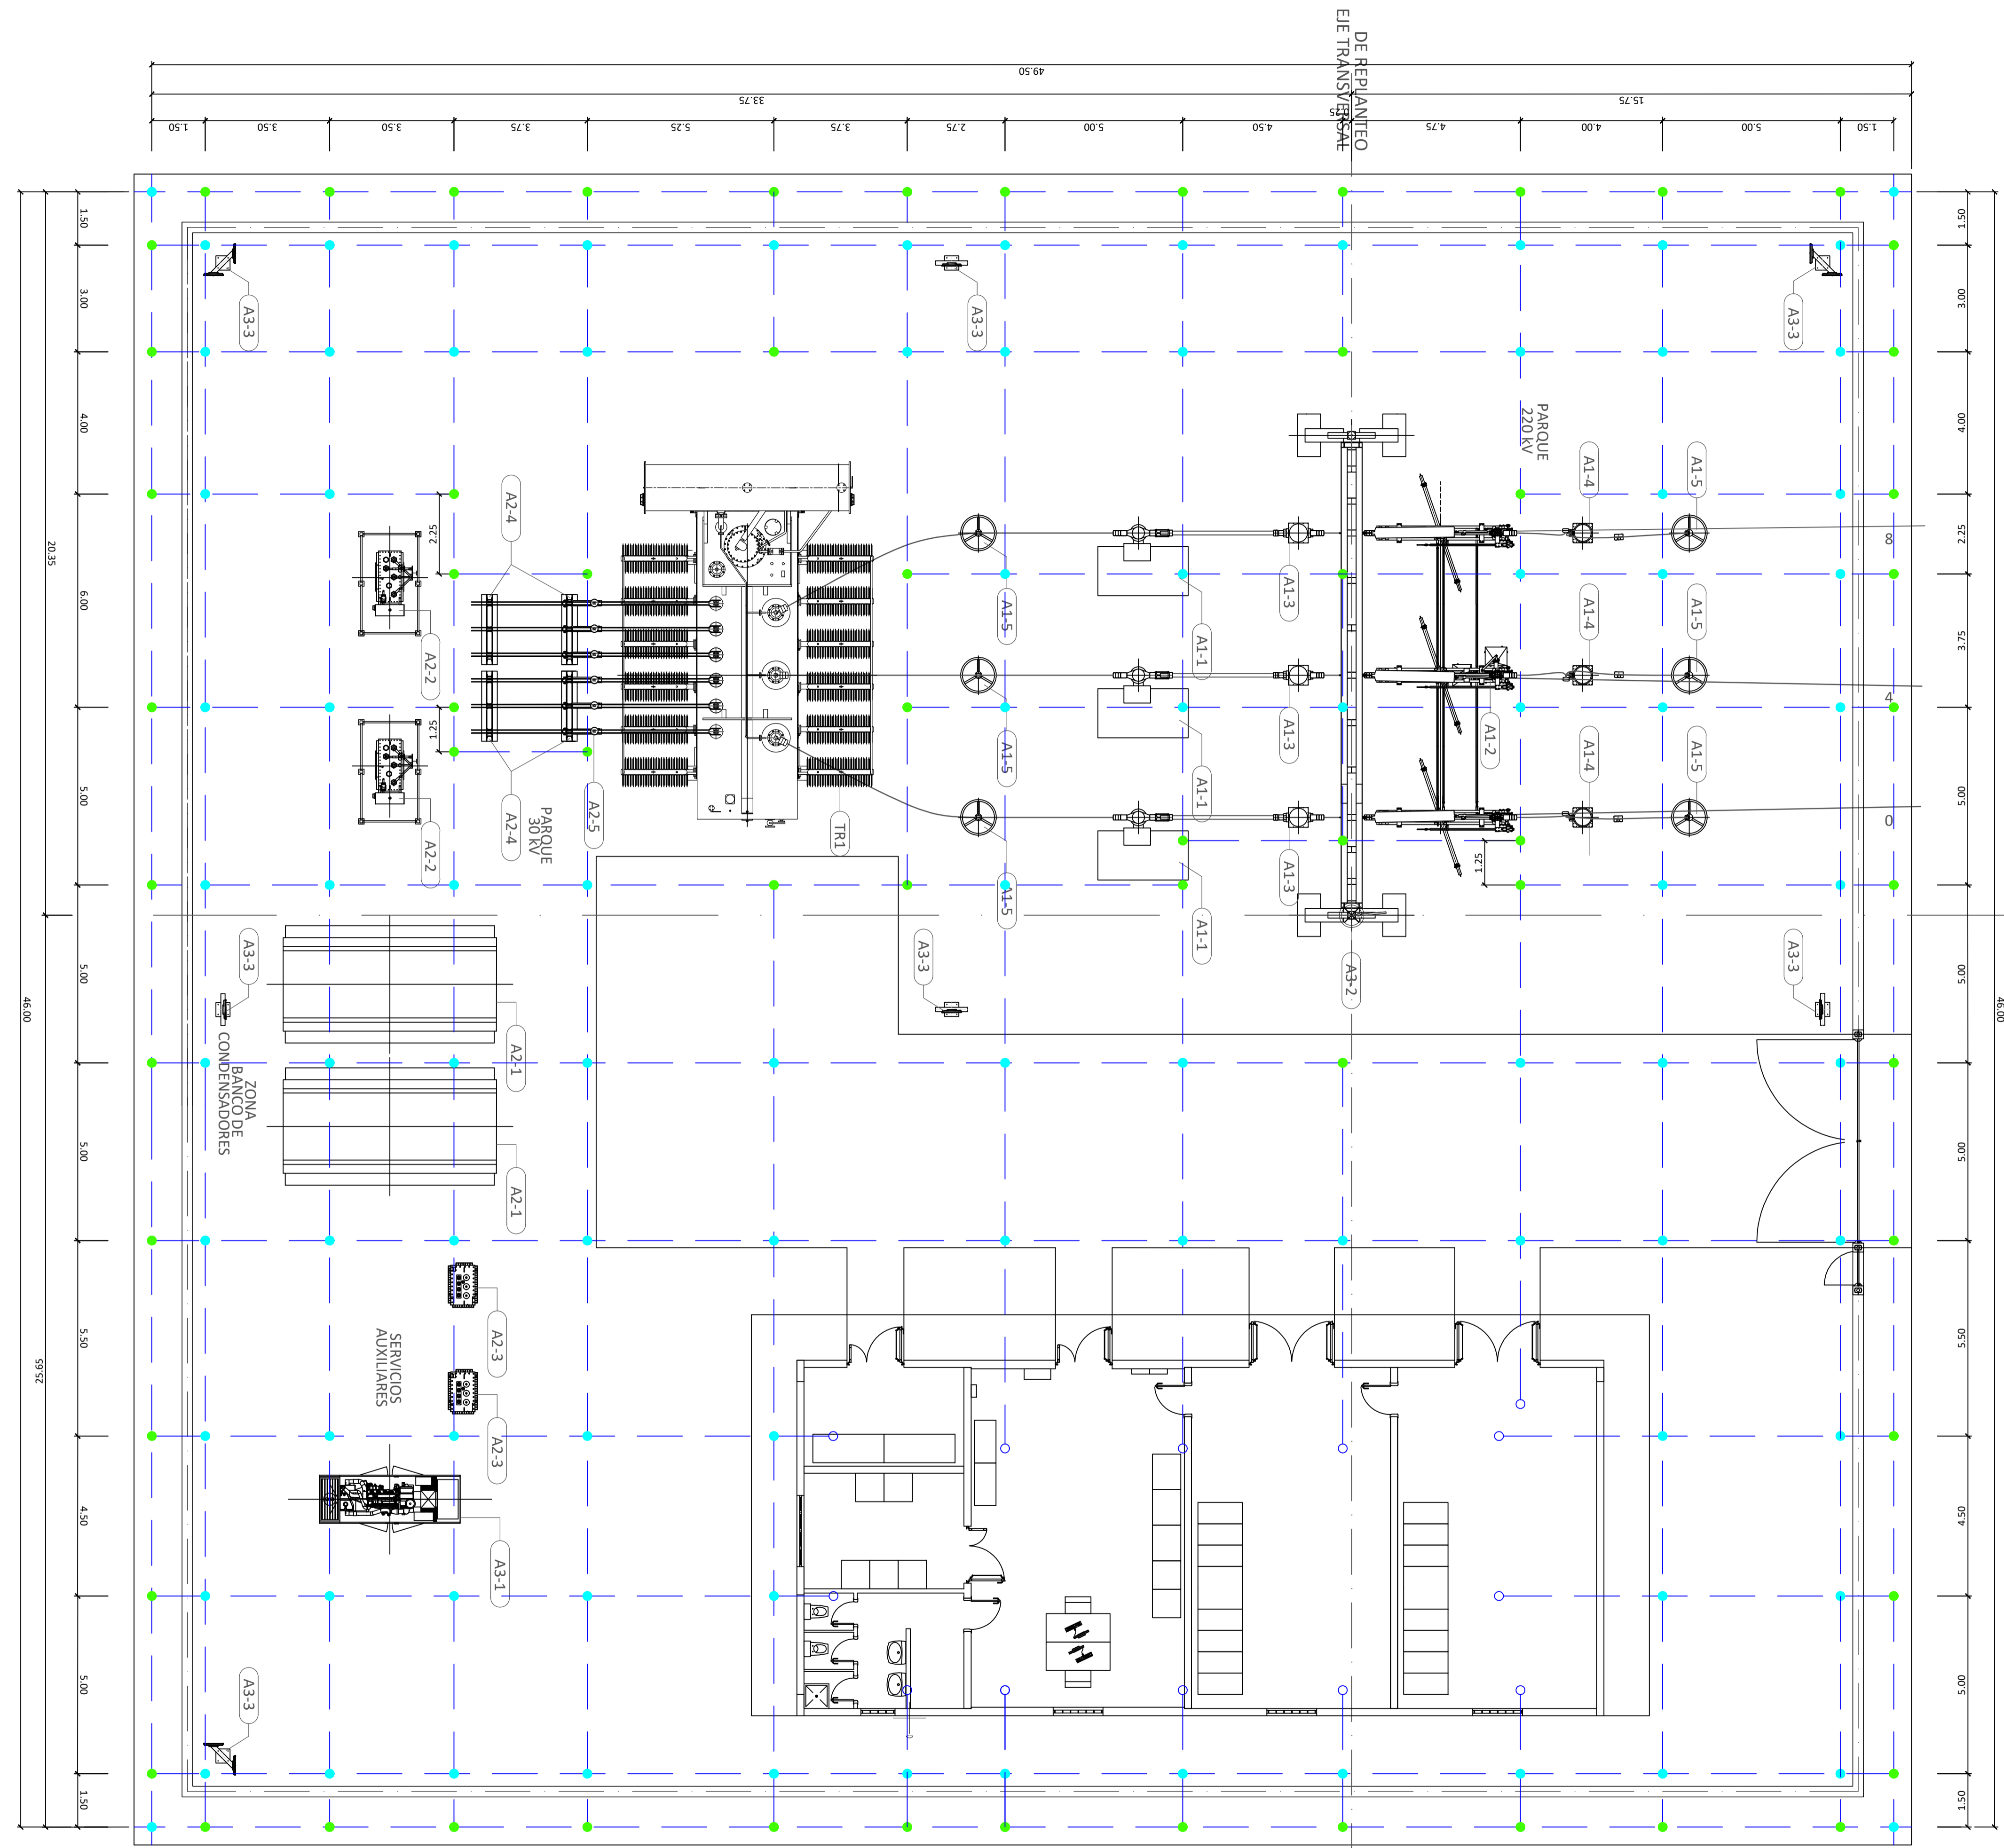 EJE TRANSVERSAL
DE REPLANTEO
49.50
33.75
15.75
1.50
3.50
3.50
3.75
5.25
3.75
2.75
5.00
4.50
4.75
4.00
5.00
1.50
1.50
3.00
4.00
6.00
5.00
5.00
5.00
5.50
4.50
5.00
1.50
20.35
25.65
46.00
1.50
3.00
4.00
2.25
3.75
5.00
5.00
5.00
5.50
4.50
5.00
1.50
46.00
A3-3
A3-3
A3-3
PARQUE
220 kV
A1-4
A1-5
A2-4
2.25
8
A1-3
A1-5
A1-1
A1-4
A1-5
A2-2
4
1.25
A1-3
A1-2
A1-5
A1-1
A1-4
A1-5
A2-5
A2-4
PARQUE
30 kV
TR1
0
1.25
A2-2
A1-3
A1-5
A1-1
A3-3
A3-3
A3-2
A3-3
A2-1
ZONA
BANCO DE
CONDENSADORES
A2-1
A2-3
SERVICIOS
AUXILIARES
A2-3
A3-1
A3-3